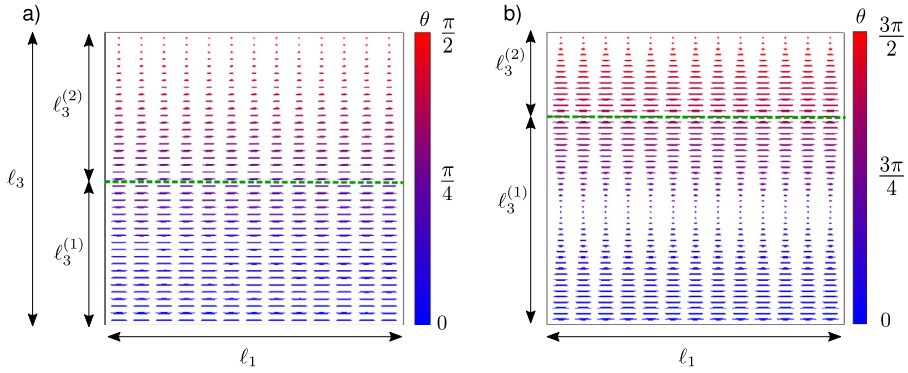 a)
θ
π/2
ℓ₃⁽²⁾
ℓ₃
π/4
ℓ₃⁽¹⁾
0
ℓ₁
b)
θ
3π/2
ℓ₃⁽²⁾
3π/4
ℓ₃⁽¹⁾
0
ℓ₁